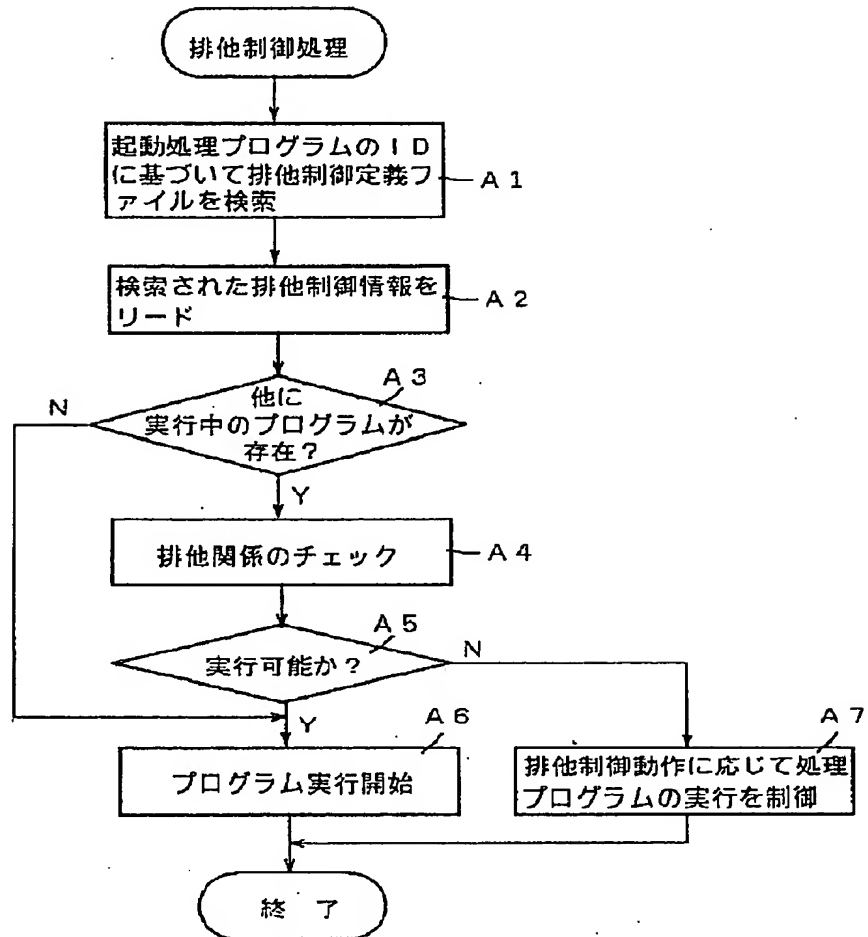 排他制御処理
起動処理プログラムのＩＤ
に基づいて排他制御定義フ
ァイルを検索
Ａ１
検索された排他制御情報を
リード
Ａ２
Ａ３
他に
実行中のプログラムが
存在？
Ｎ
Ｙ
排他関係のチェック
Ａ４
Ａ５
実行可能か？
Ｎ
Ｙ
Ａ６
プログラム実行開始
Ａ７
排他制御動作に応じて処理
プログラムの実行を制御
終　了